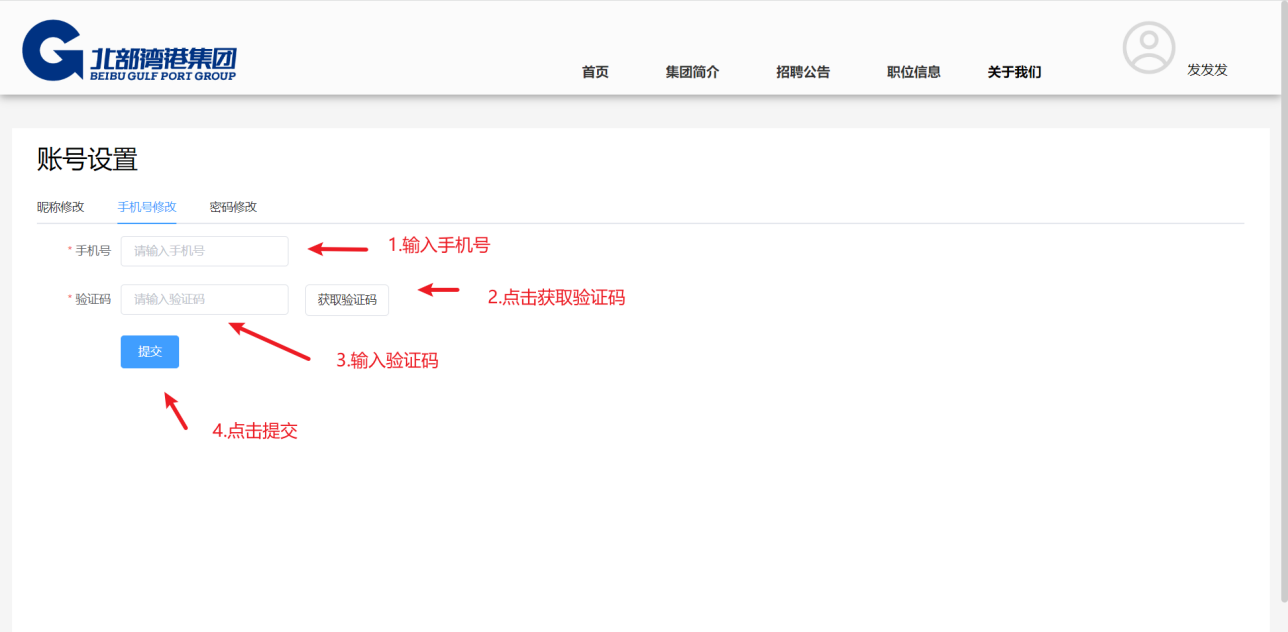 北部湾港集团
BEIBU GULF PORT GROUP
首页 集团简介 招聘公告 职位信息 关于我们 发发发
账号设置
昵称修改 手机号修改 密码修改
* 手机号 请输入手机号 1.输入手机号
* 验证码 请输入验证码 获取验证码 2.点击获取验证码
提交 3.输入验证码
4.点击提交